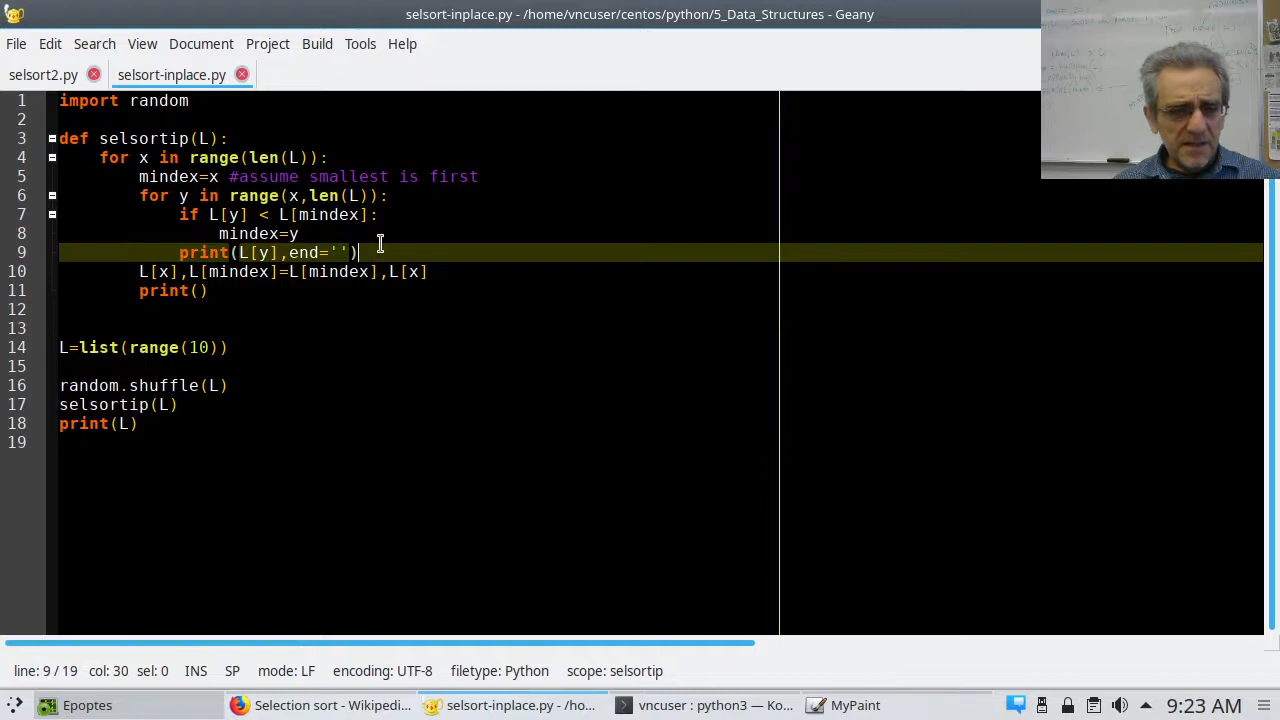 selsort-inplace.py - /home/vncuser/centos/python/5_Data_Structures - Geany
File Edit Search View Document Project Build Tools Help
selsort2.py selsort-inplace.py
1 import random
2
3 def selsortip(L):
4 for x in range(len(L)):
5 mindex=x #assume smallest is first
6 for y in range(x,len(L)):
7 if L[y] < L[mindex]:
8 mindex=y
9 print(L[y],end='')
10 L[x],L[mindex]=L[mindex],L[x]
11 print()
12
13
14 L=list(range(10))
15
16 random.shuffle(L)
17 selsortip(L)
18 print(L)
19
line: 9 / 19 col: 30 sel: 0 INS SP mode: LF encoding: UTF-8 filetype: Python scope: selsortip
Epoptes Selection sort - Wikipedi... selsort-inplace.py - /ho... vncuser : python3 — Ko... MyPaint 9:23 AM